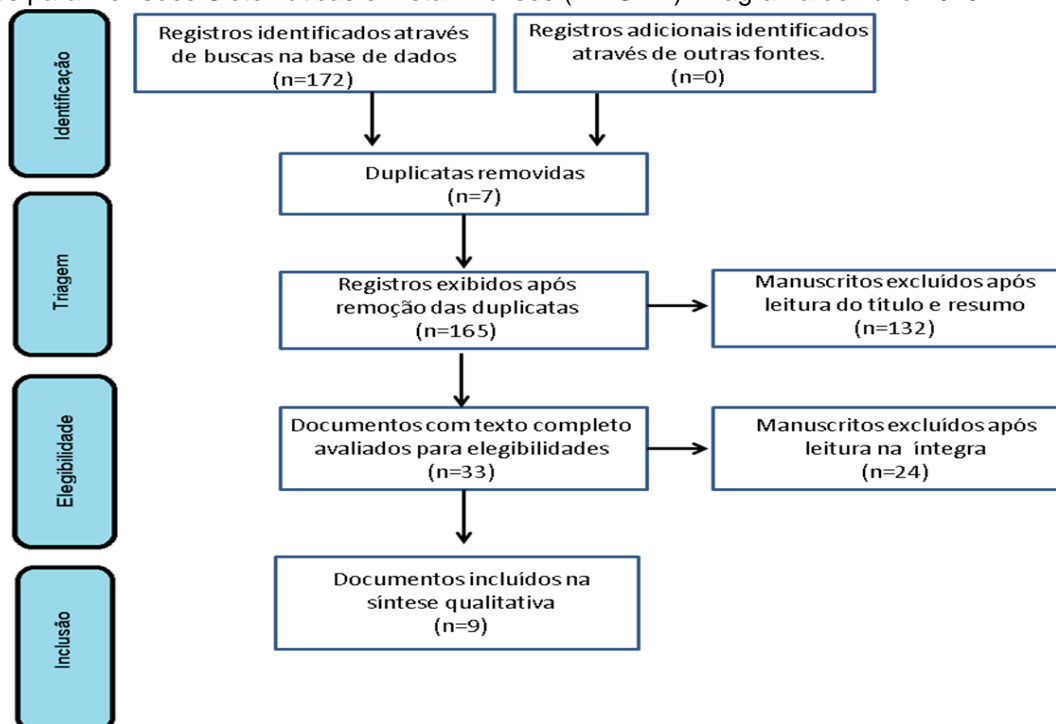 Identificação
Registros identificados através
de buscas na base de dados
(n=172)
Registros adicionais identificados
através de outras fontes.
(n=0)
Duplicatas removidas
(n=7)
Triagem
Registros exibidos após
remoção das duplicatas
(n=165)
Manuscritos excluídos após
leitura do título e resumo
(n=132)
Elegibilidade
Documentos com texto completo
avaliados para elegibilidades
(n=33)
Manuscritos excluídos após
leitura na íntegra
(n=24)
Inclusão
Documentos incluídos na
síntese qualitativa
(n=9)